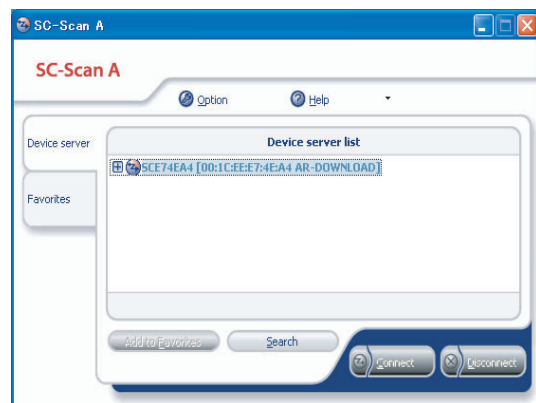 SC-Scan A
SC-Scan A
Option Help
Device server
Device server list
SCE74EA4 [00:1C:EE:E7:4E:A4 AR-DOWNLOAD]
Favorites
Add to Favorites Search
Connect Disconnect